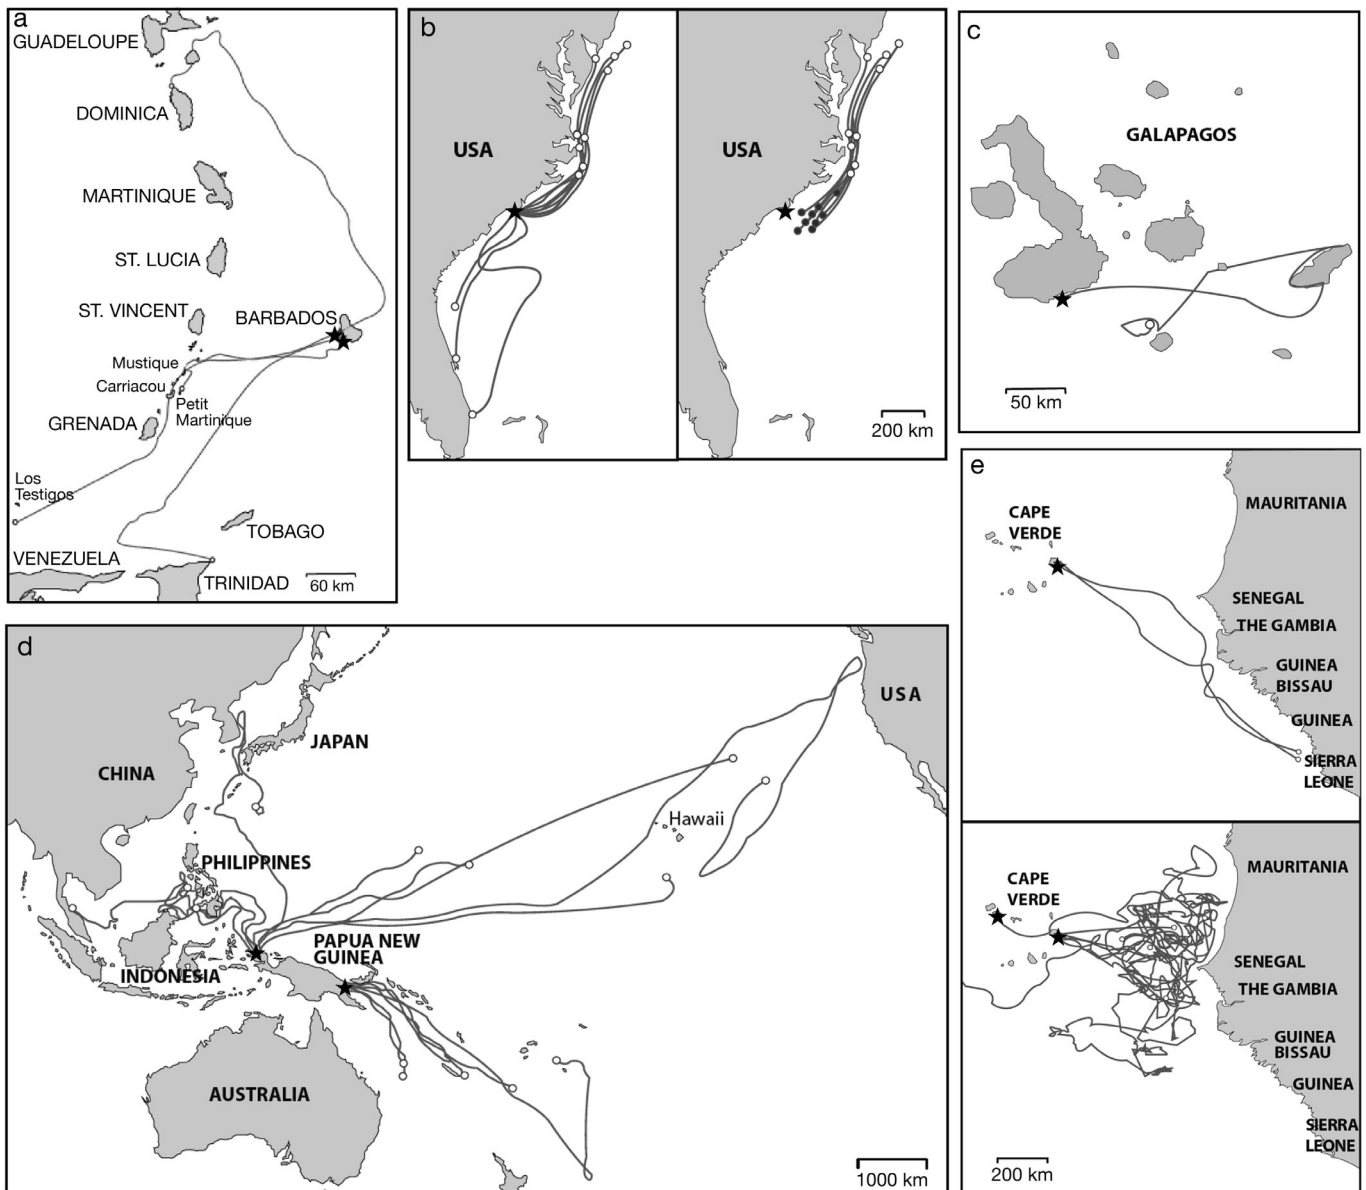 a
GUADELOUPE
DOMINICA
MARTINIQUE
ST. LUCIA
ST. VINCENT
BARBADOS
Mustique
Carriacou
Petit
Martinique
GRENADA
Los
Testigos
TOBAGO
VENEZUELA
TRINIDAD
60 km
b
USA
USA
200 km
c
GALAPAGOS
50 km
d
CHINA
JAPAN
USA
Hawaii
PHILIPPINES
PAPUA NEW
GUINEA
INDONESIA
AUSTRALIA
1000 km
e
CAPE
VERDE
MAURITANIA
SENEGAL
THE GAMBIA
GUINEA
BISSAU
GUINEA
SIERRA
LEONE
CAPE
VERDE
MAURITANIA
SENEGAL
THE GAMBIA
GUINEA
BISSAU
GUINEA
SIERRA
LEONE
200 km